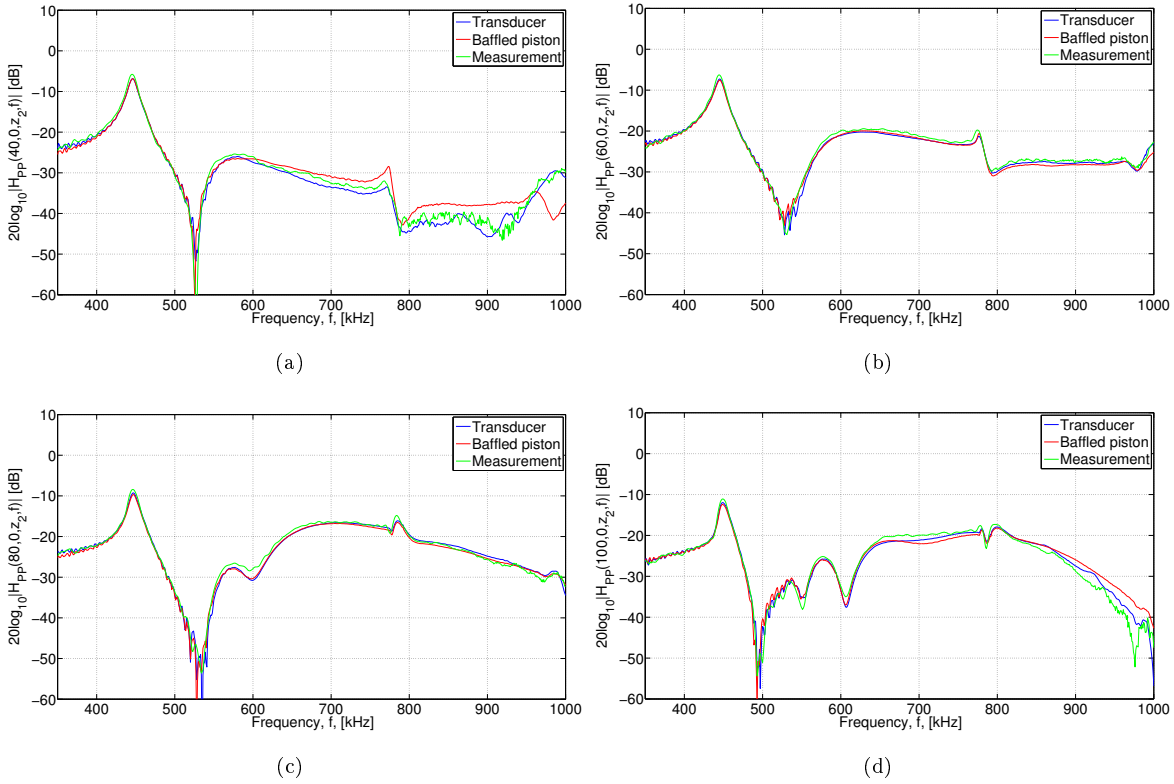 10
0
−10
−20
−30
−40
−50
−60
400 500 600 700 800 900 1000
Frequency, f, [kHz]
20log10|HPP(40,0,z2,f)| [dB]
Transducer
Baffled piston
Measurement
(a)
10
0
−10
−20
−30
−40
−50
−60
400 500 600 700 800 900 1000
Frequency, f, [kHz]
20log10|HPP(60,0,z2,f)| [dB]
Transducer
Baffled piston
Measurement
(b)
10
0
−10
−20
−30
−40
−50
−60
400 500 600 700 800 900 1000
Frequency, f, [kHz]
20log10|HPP(80,0,z2,f)| [dB]
Transducer
Baffled piston
Measurement
(c)
10
0
−10
−20
−30
−40
−50
−60
400 500 600 700 800 900 1000
Frequency, f, [kHz]
20log10|HPP(100,0,z2,f)| [dB]
Transducer
Baffled piston
Measurement
(d)